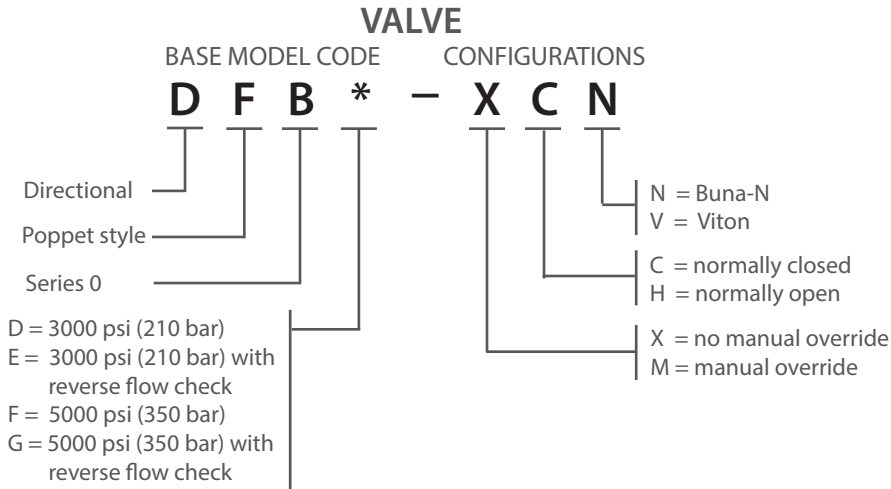 VALVE
BASE MODEL CODE CONFIGURATIONS
D F B * – X C N
Directional
Poppet style
Series 0
D = 3000 psi (210 bar)
E = 3000 psi (210 bar) with
reverse flow check
F = 5000 psi (350 bar)
G = 5000 psi (350 bar) with
reverse flow check
N = Buna-N
V = Viton
C = normally closed
H = normally open
X = no manual override
M = manual override